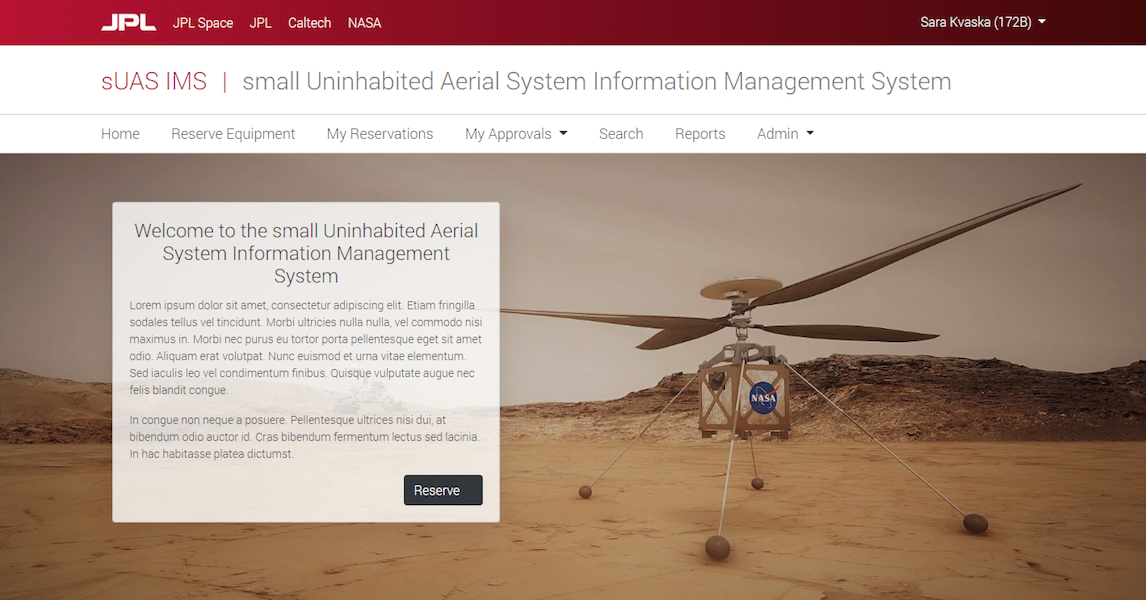 JPL JPL Space JPL Caltech NASA Sara Kvaska (172B)
sUAS IMS | small Uninhabited Aerial System Information Management System
Home Reserve Equipment My Reservations My Approvals Search Reports Admin
Welcome to the small Uninhabited Aerial
System Information Management
System
Lorem ipsum dolor sit amet, consectetur adipiscing elit. Etiam fringilla
sodales tellus vel tincidunt. Morbi ultricies nulla nulla, vel commodo nisi
maximus in. Morbi nec purus eu tortor porta pellentesque eget sit amet
odio. Aliquam erat volutpat. Nunc euismod et urna vitae elementum.
Sed iaculis leo vel condimentum finibus. Quisque vulputate augue nec
felis blandit congue.
In congue non neque a posuere. Pellentesque ultrices nisi dui, at
bibendum odio auctor id. Cras bibendum fermentum lectus sed lacinia.
In hac habitasse platea dictumst.
Reserve
NASA